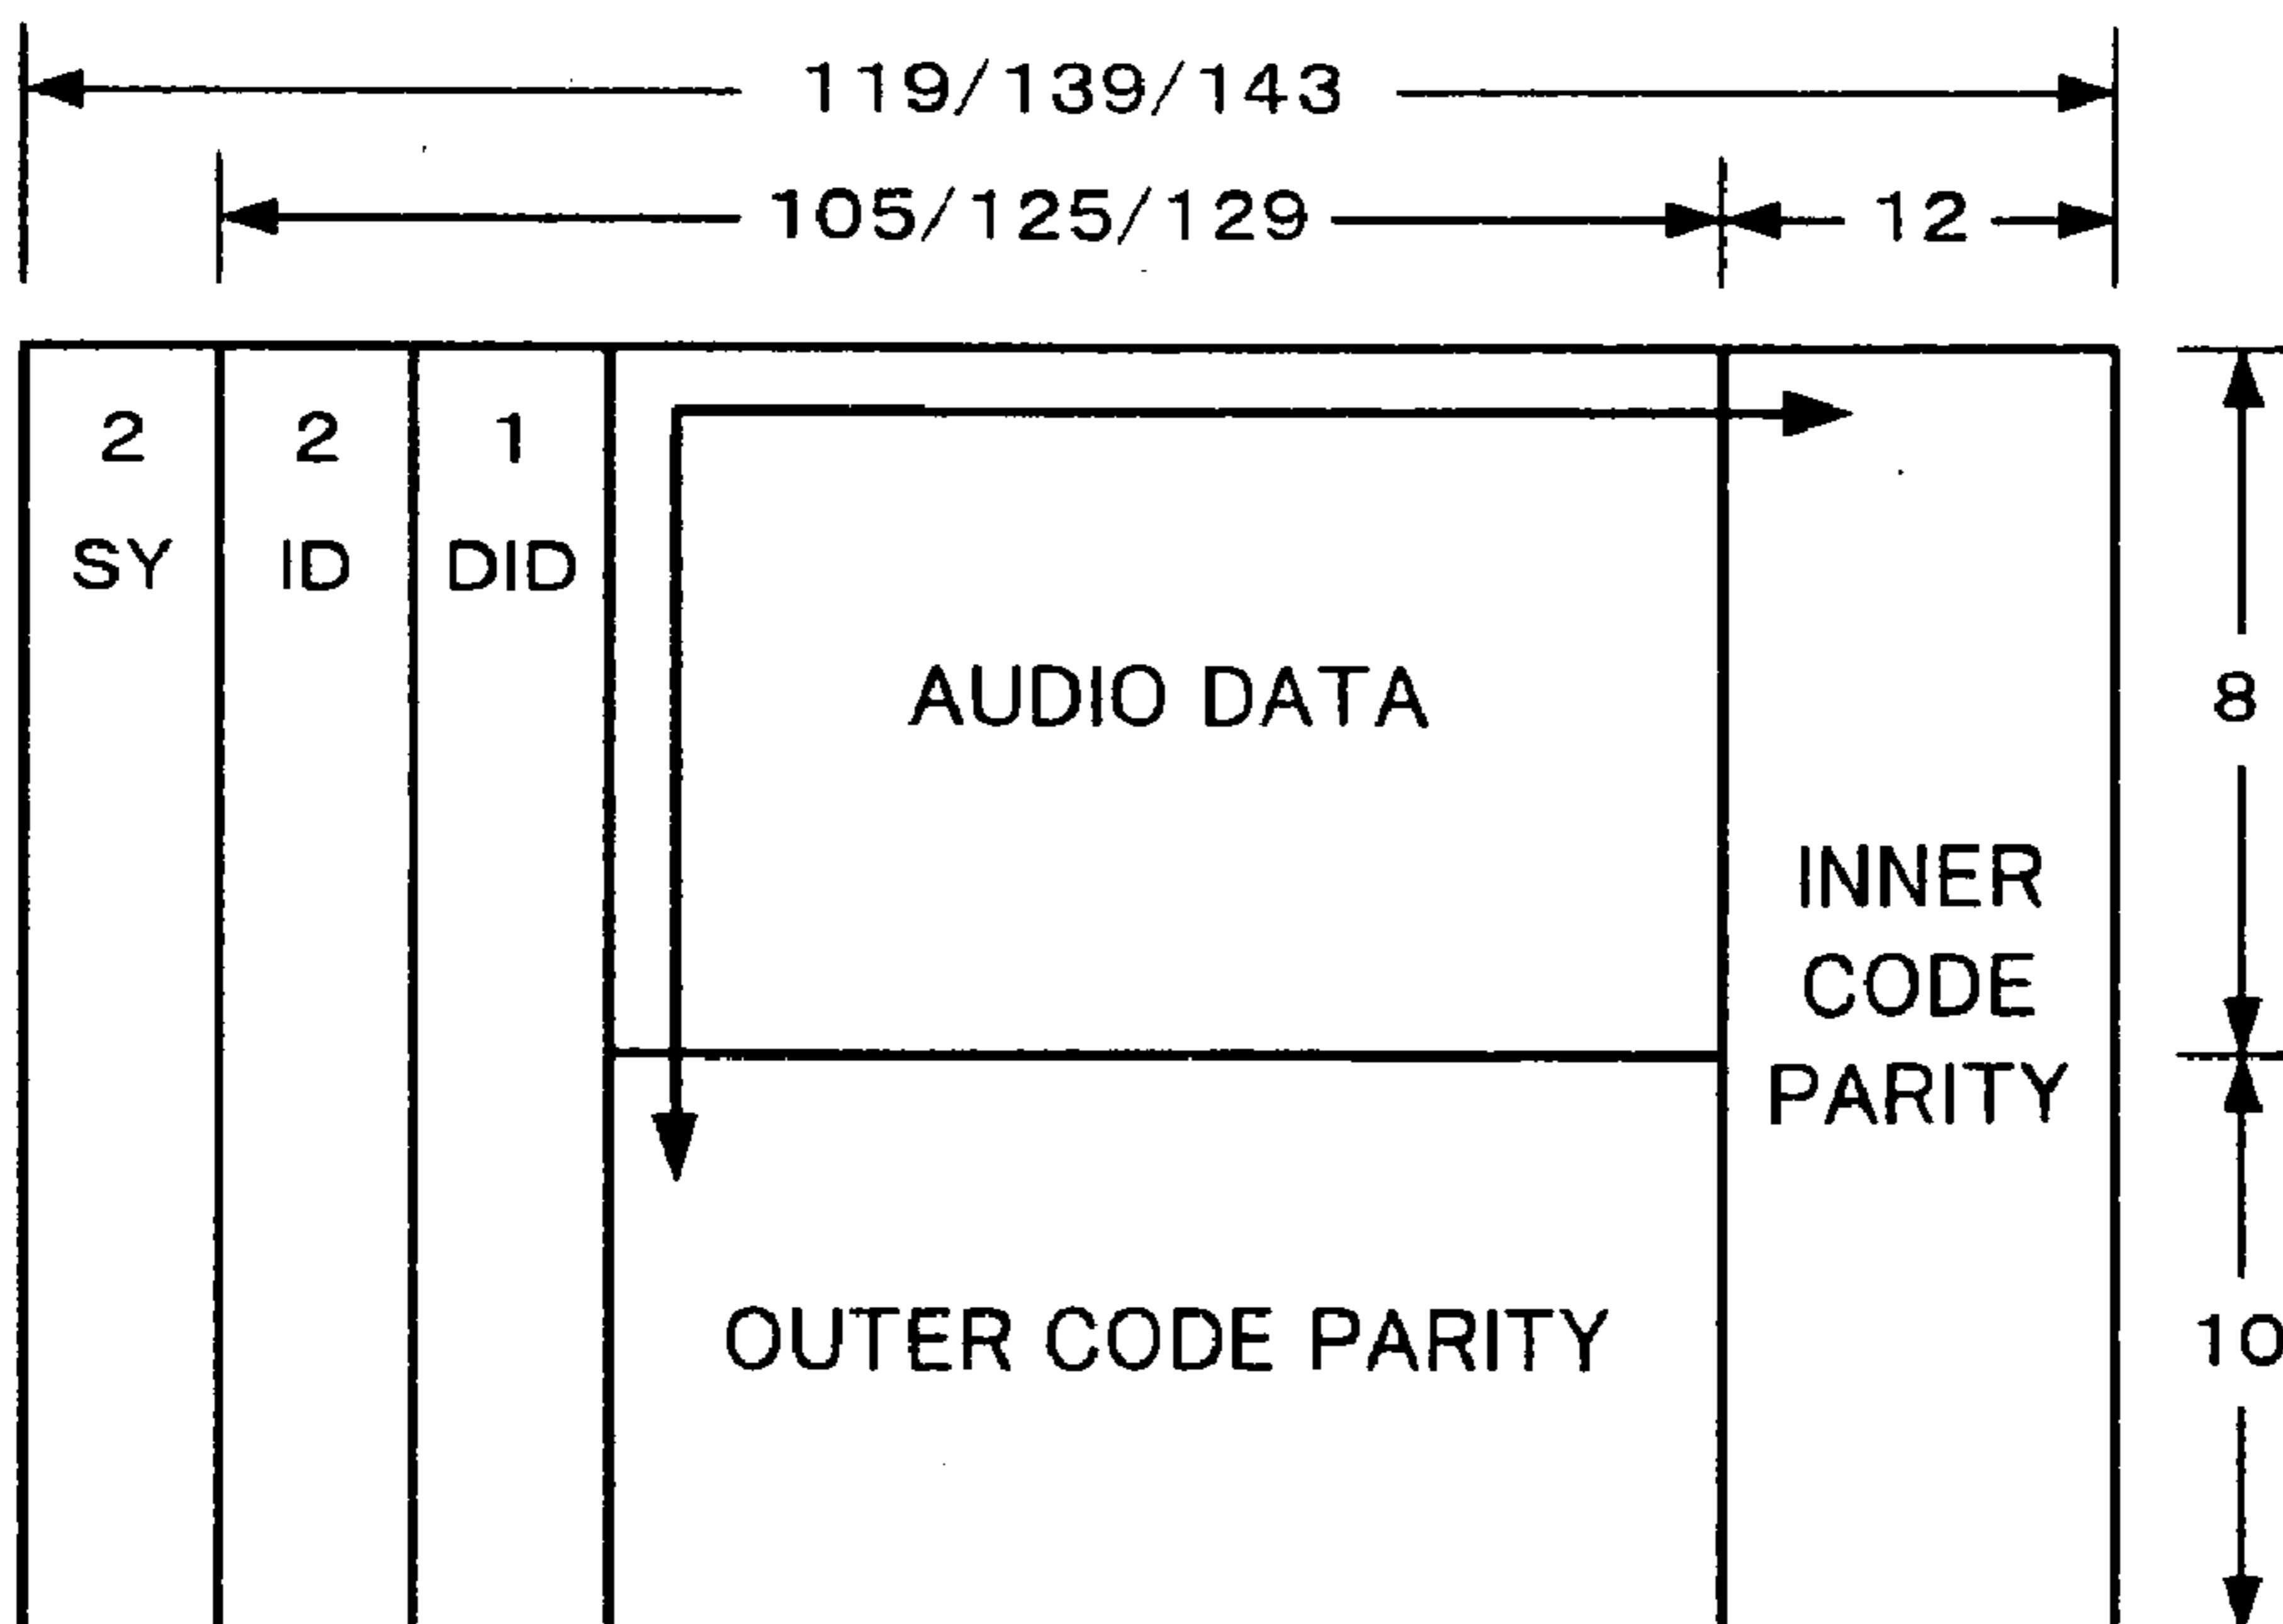 119/139/143
105/125/129 12
2 2 1
SY ID DID
AUDIO DATA
8
INNER
CODE
PARITY
OUTER CODE PARITY
10